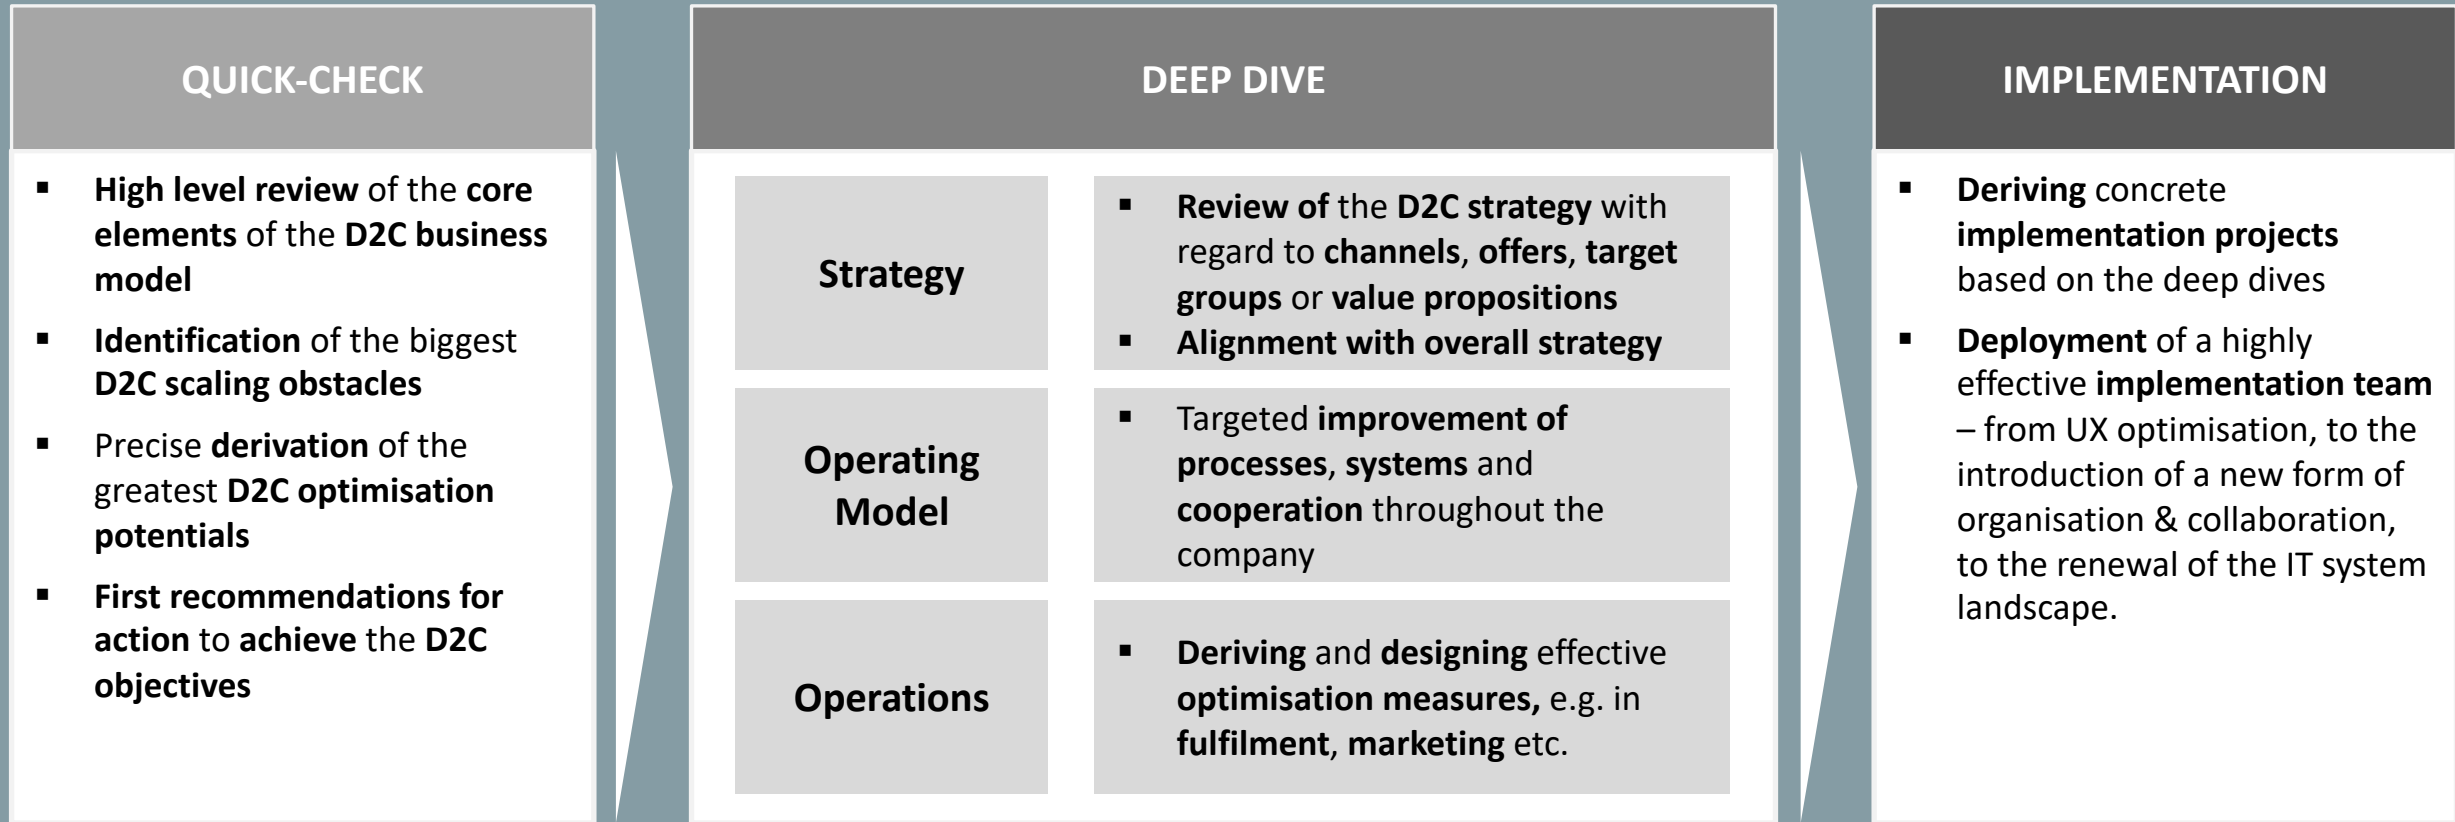 QUICK-CHECK
▪ High level review of the core
elements of the D2C business
model
▪ Identification of the biggest
D2C scaling obstacles
▪ Precise derivation of the
greatest D2C optimisation
potentials
▪ First recommendations for
action to achieve the D2C
objectives
DEEP DIVE
Strategy
▪ Review of the D2C strategy with
regard to channels, offers, target
groups or value propositions
▪ Alignment with overall strategy
Operating
Model
▪ Targeted improvement of
processes, systems and
cooperation throughout the
company
Operations
▪ Deriving and designing effective
optimisation measures, e.g. in
fulfilment, marketing etc.
IMPLEMENTATION
▪ Deriving concrete
implementation projects
based on the deep dives
▪ Deployment of a highly
effective implementation team
– from UX optimisation, to the
introduction of a new form of
organisation & collaboration,
to the renewal of the IT system
landscape.